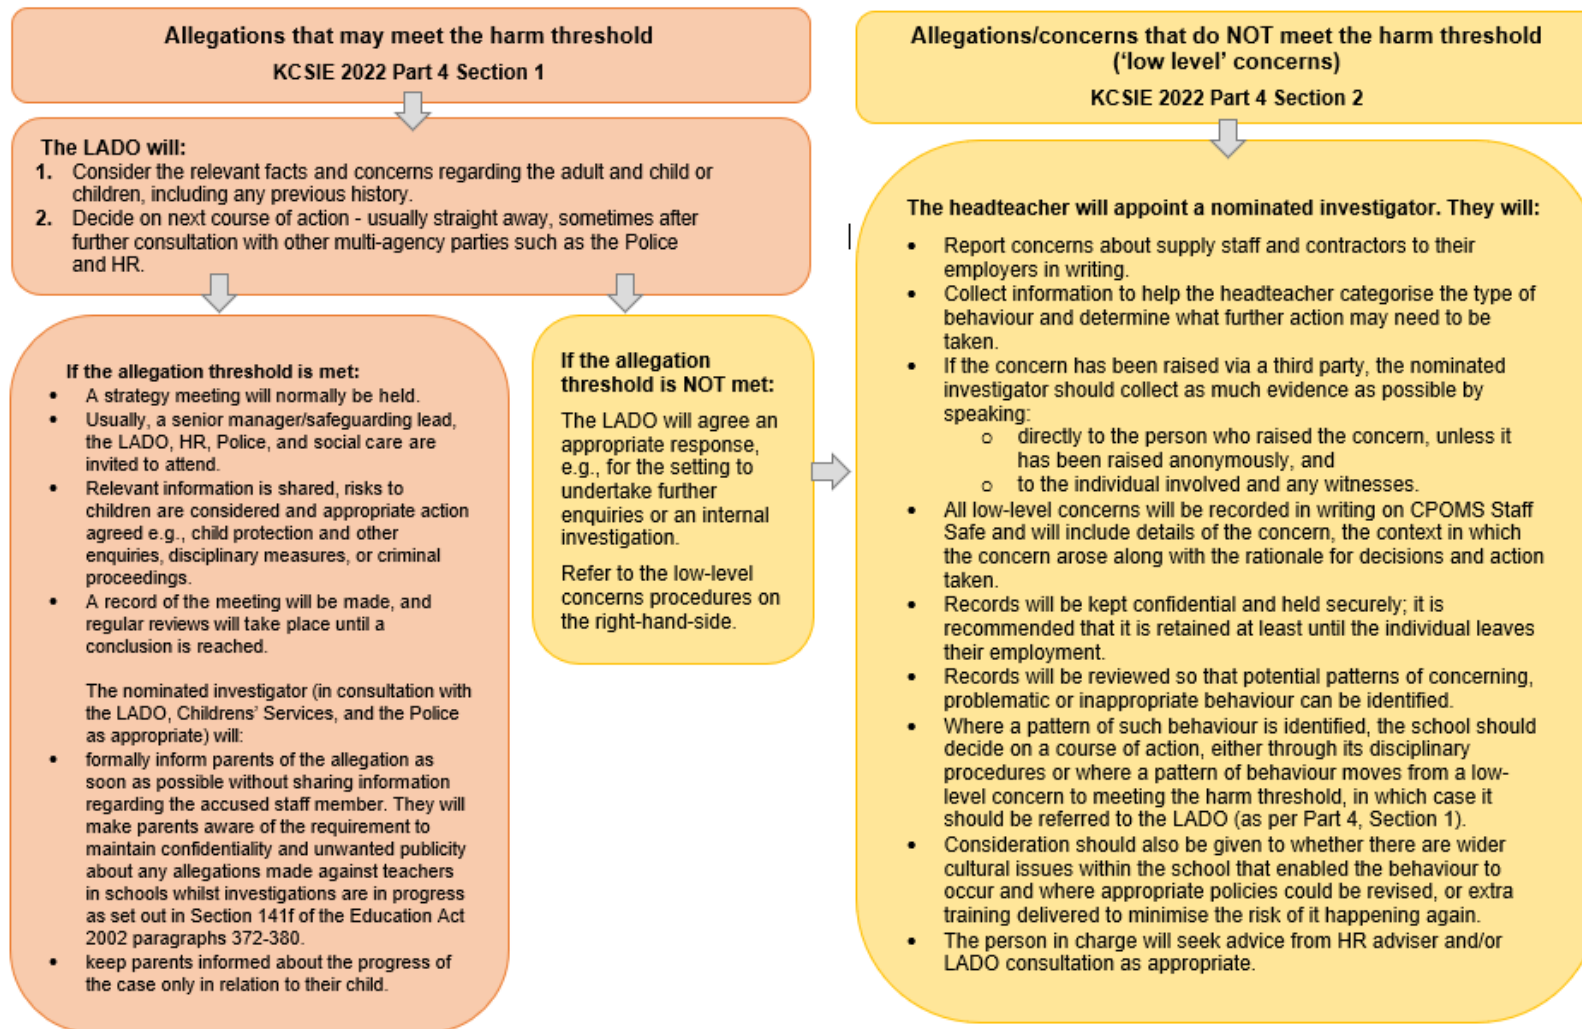 Allegations that may meet the harm threshold
KCSIE 2022 Part 4 Section 1
The LADO will:
1. Consider the relevant facts and concerns regarding the adult and child or
children, including any previous history.
2. Decide on next course of action - usually straight away, sometimes after
further consultation with other multi-agency parties such as the Police
and HR.
If the allegation threshold is met:
• A strategy meeting will normally be held.
• Usually, a senior manager/safeguarding lead,
the LADO, HR, Police, and social care are
invited to attend.
• Relevant information is shared, risks to
children are considered and appropriate action
agreed e.g., child protection and other
enquiries, disciplinary measures, or criminal
proceedings.
• A record of the meeting will be made, and
regular reviews will take place until a
conclusion is reached.
The nominated investigator (in consultation with
the LADO, Childrens' Services, and the Police
as appropriate) will:
• formally inform parents of the allegation as
soon as possible without sharing information
regarding the accused staff member. They will
make parents aware of the requirement to
maintain confidentiality and unwanted publicity
about any allegations made against teachers
in schools whilst investigations are in progress
as set out in Section 141f of the Education Act
2002 paragraphs 372-380.
• keep parents informed about the progress of
the case only in relation to their child.
If the allegation
threshold is NOT met:
The LADO will agree an
appropriate response,
e.g., for the setting to
undertake further
enquiries or an internal
investigation.
Refer to the low-level
concerns procedures on
the right-hand-side.
Allegations/concerns that do NOT meet the harm threshold
('low level' concerns)
KCSIE 2022 Part 4 Section 2
The headteacher will appoint a nominated investigator. They will:
• Report concerns about supply staff and contractors to their
employers in writing.
• Collect information to help the headteacher categorise the type of
behaviour and determine what further action may need to be
taken.
• If the concern has been raised via a third party, the nominated
investigator should collect as much evidence as possible by
speaking:
o directly to the person who raised the concern, unless it
has been raised anonymously, and
o to the individual involved and any witnesses.
• All low-level concerns will be recorded in writing on CPOMS Staff
Safe and will include details of the concern, the context in which
the concern arose along with the rationale for decisions and action
taken.
• Records will be kept confidential and held securely; it is
recommended that it is retained at least until the individual leaves
their employment.
• Records will be reviewed so that potential patterns of concerning,
problematic or inappropriate behaviour can be identified.
• Where a pattern of such behaviour is identified, the school should
decide on a course of action, either through its disciplinary
procedures or where a pattern of behaviour moves from a low-
level concern to meeting the harm threshold, in which case it
should be referred to the LADO (as per Part 4, Section 1).
• Consideration should also be given to whether there are wider
cultural issues within the school that enabled the behaviour to
occur and where appropriate policies could be revised, or extra
training delivered to minimise the risk of it happening again.
• The person in charge will seek advice from HR adviser and/or
LADO consultation as appropriate.